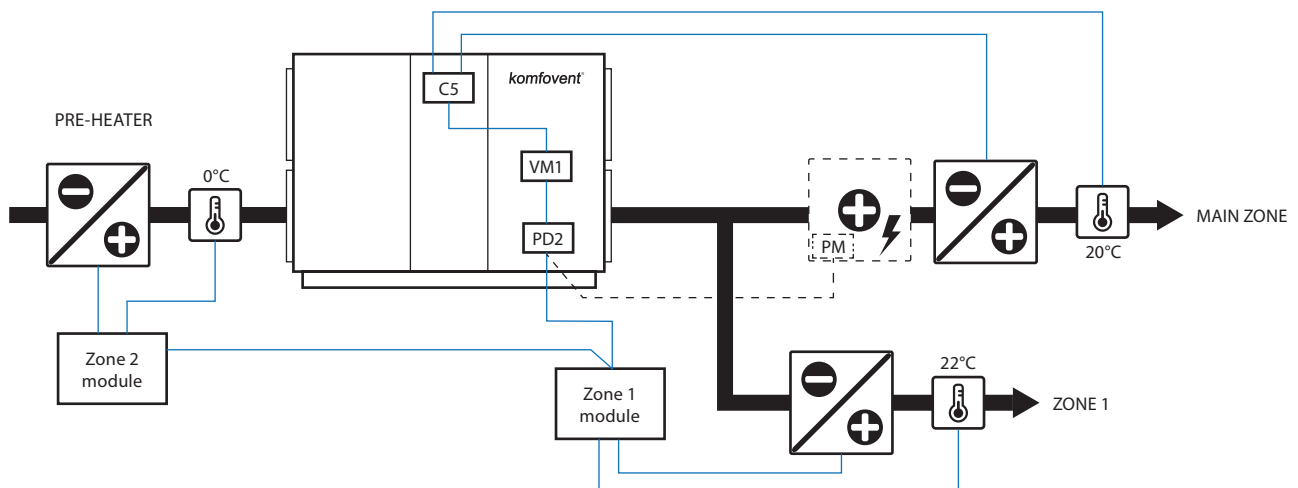 komfovent®
C5
PRE-HEATER
VM1
0°C
PD2
PM
MAIN ZONE
20°C
Zone 2
module
Zone 1
module
22°C
ZONE 1